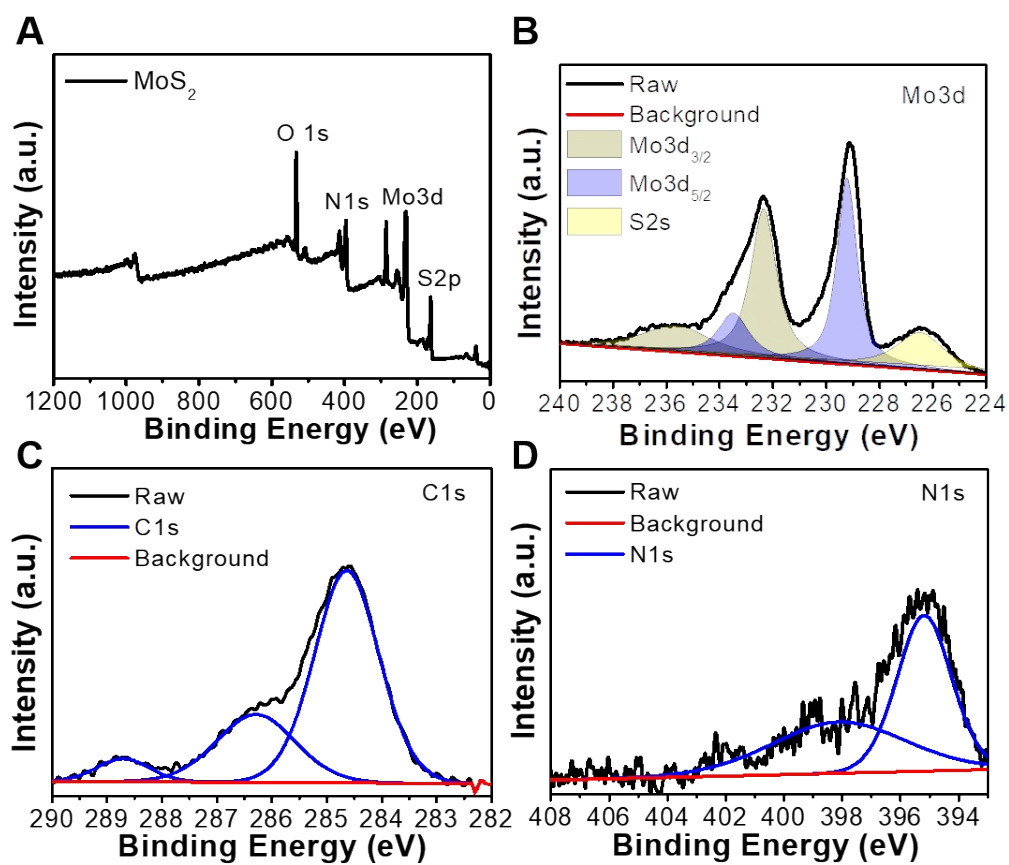 A
MoS₂
O 1s
N1s
Mo3d
S2p
Intensity (a.u.)
1200 1000 800 600 400 200 0
Binding Energy (eV)
B
Raw
Background
Mo3d₃/₂
Mo3d₅/₂
S2s
Mo3d
Intensity (a.u.)
240 238 236 234 232 230 228 226 224
Binding Energy (eV)
C
Raw
C1s
Background
C1s
Intensity (a.u.)
290 289 288 287 286 285 284 283 282
Binding Energy (eV)
D
Raw
Background
N1s
N1s
Intensity (a.u.)
408 406 404 402 400 398 396 394
Binding Energy (eV)